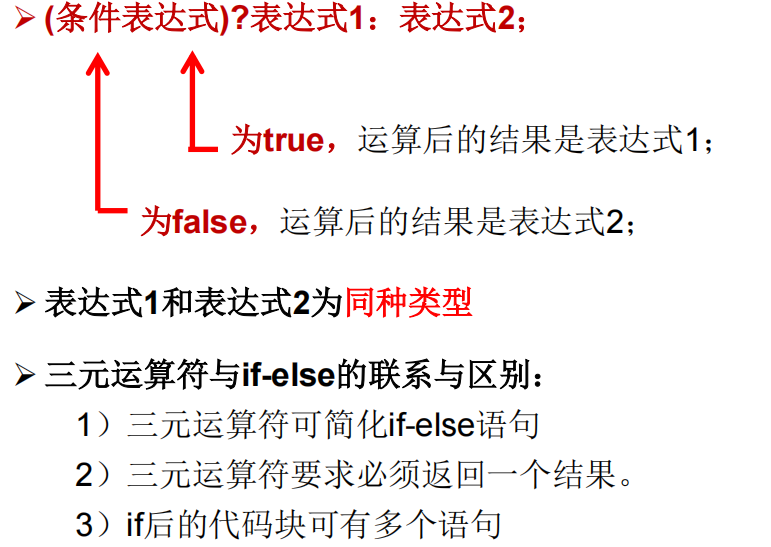 ➢ (条件表达式)?表达式1：表达式2；
为true，运算后的结果是表达式1；
为false，运算后的结果是表达式2；
➢ 表达式1和表达式2为同种类型
➢ 三元运算符与if-else的联系与区别：
1）三元运算符可简化if-else语句
2）三元运算符要求必须返回一个结果。
3）if后的代码块可有多个语句